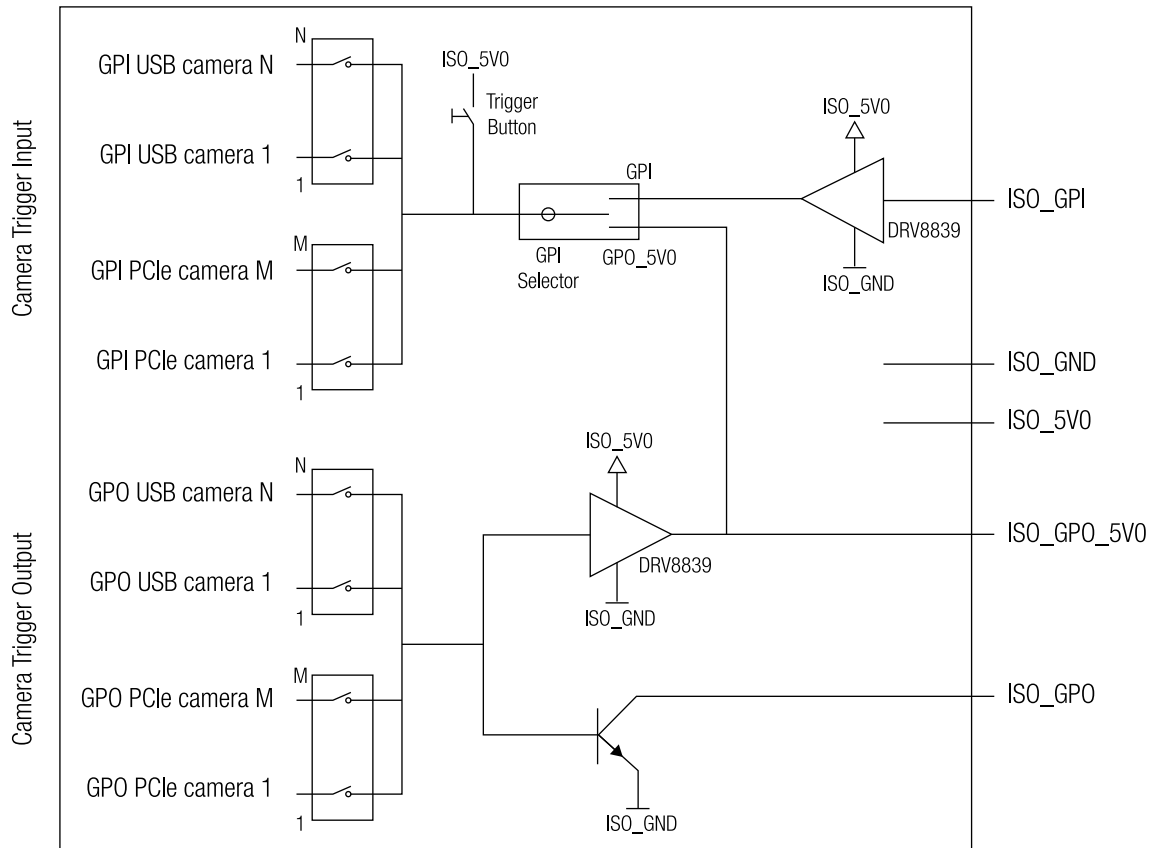 Camera Trigger Input
N
GPI USB camera N
GPI USB camera 1
1
M
GPI PCIe camera M
GPI PCIe camera 1
1
ISO_5V0
Trigger
Button
GPI
GPI
Selector
GPO_5V0
ISO_5V0
DRV8839
ISO_GND
ISO_GPI
ISO_GND
ISO_5V0
Camera Trigger Output
N
GPO USB camera N
GPO USB camera 1
1
M
GPO PCIe camera M
GPO PCIe camera 1
1
ISO_5V0
DRV8839
ISO_GND
ISO_GPO_5V0
ISO_GPO
ISO_GND